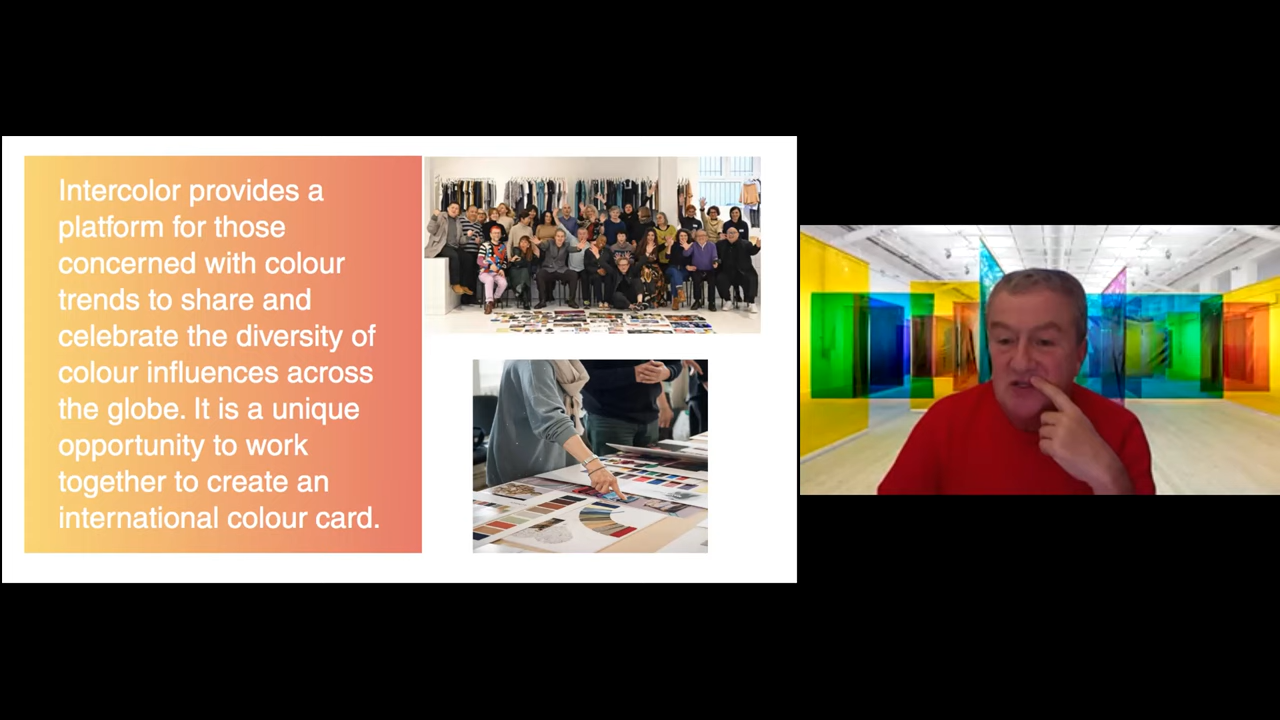 Intercolor provides a
platform for those
concerned with colour
trends to share and
celebrate the diversity of
colour influences across
the globe. It is a unique
opportunity to work
together to create an
international colour card.